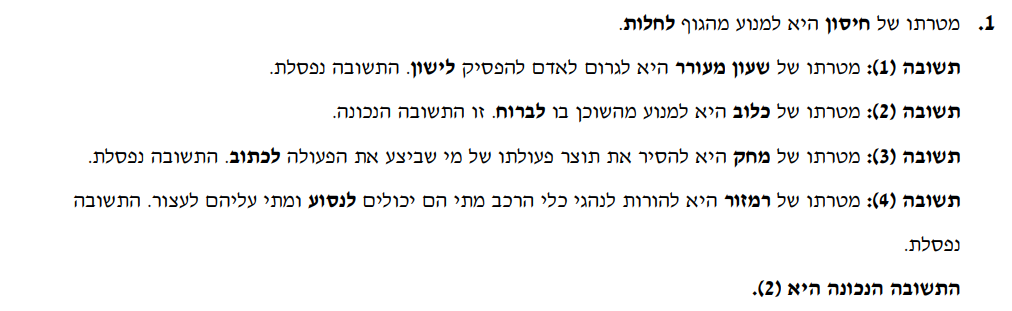 1. מטרתו של חיסון היא למנוע מהגוף לחלות.
תשובה (1): מטרתו של שעון מעורר היא לגרום לאדם להפסיק לישון. התשובה נפסלת.
תשובה (2): מטרתו של כלוב היא למנוע מהשוכן בו לברוח. זו התשובה הנכונה.
תשובה (3): מטרתו של מחק היא להסיר את תוצר פעולתו של מי שביצע את הפעולה לכתוב. התשובה נפסלת.
תשובה (4): מטרתו של רמזור היא להורות לנהגי כלי הרכב מתי הם יכולים לנסוע ומתי עליהם לעצור. התשובה
נפסלת.
התשובה הנכונה היא (2).